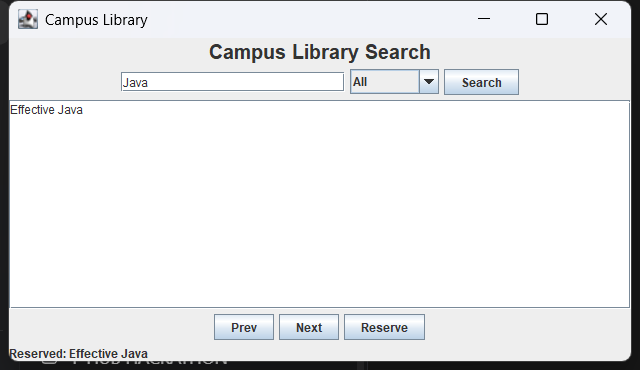 Campus Library
Campus Library Search
Java All Search
Effective Java
Prev Next Reserve
Reserved: Effective Java